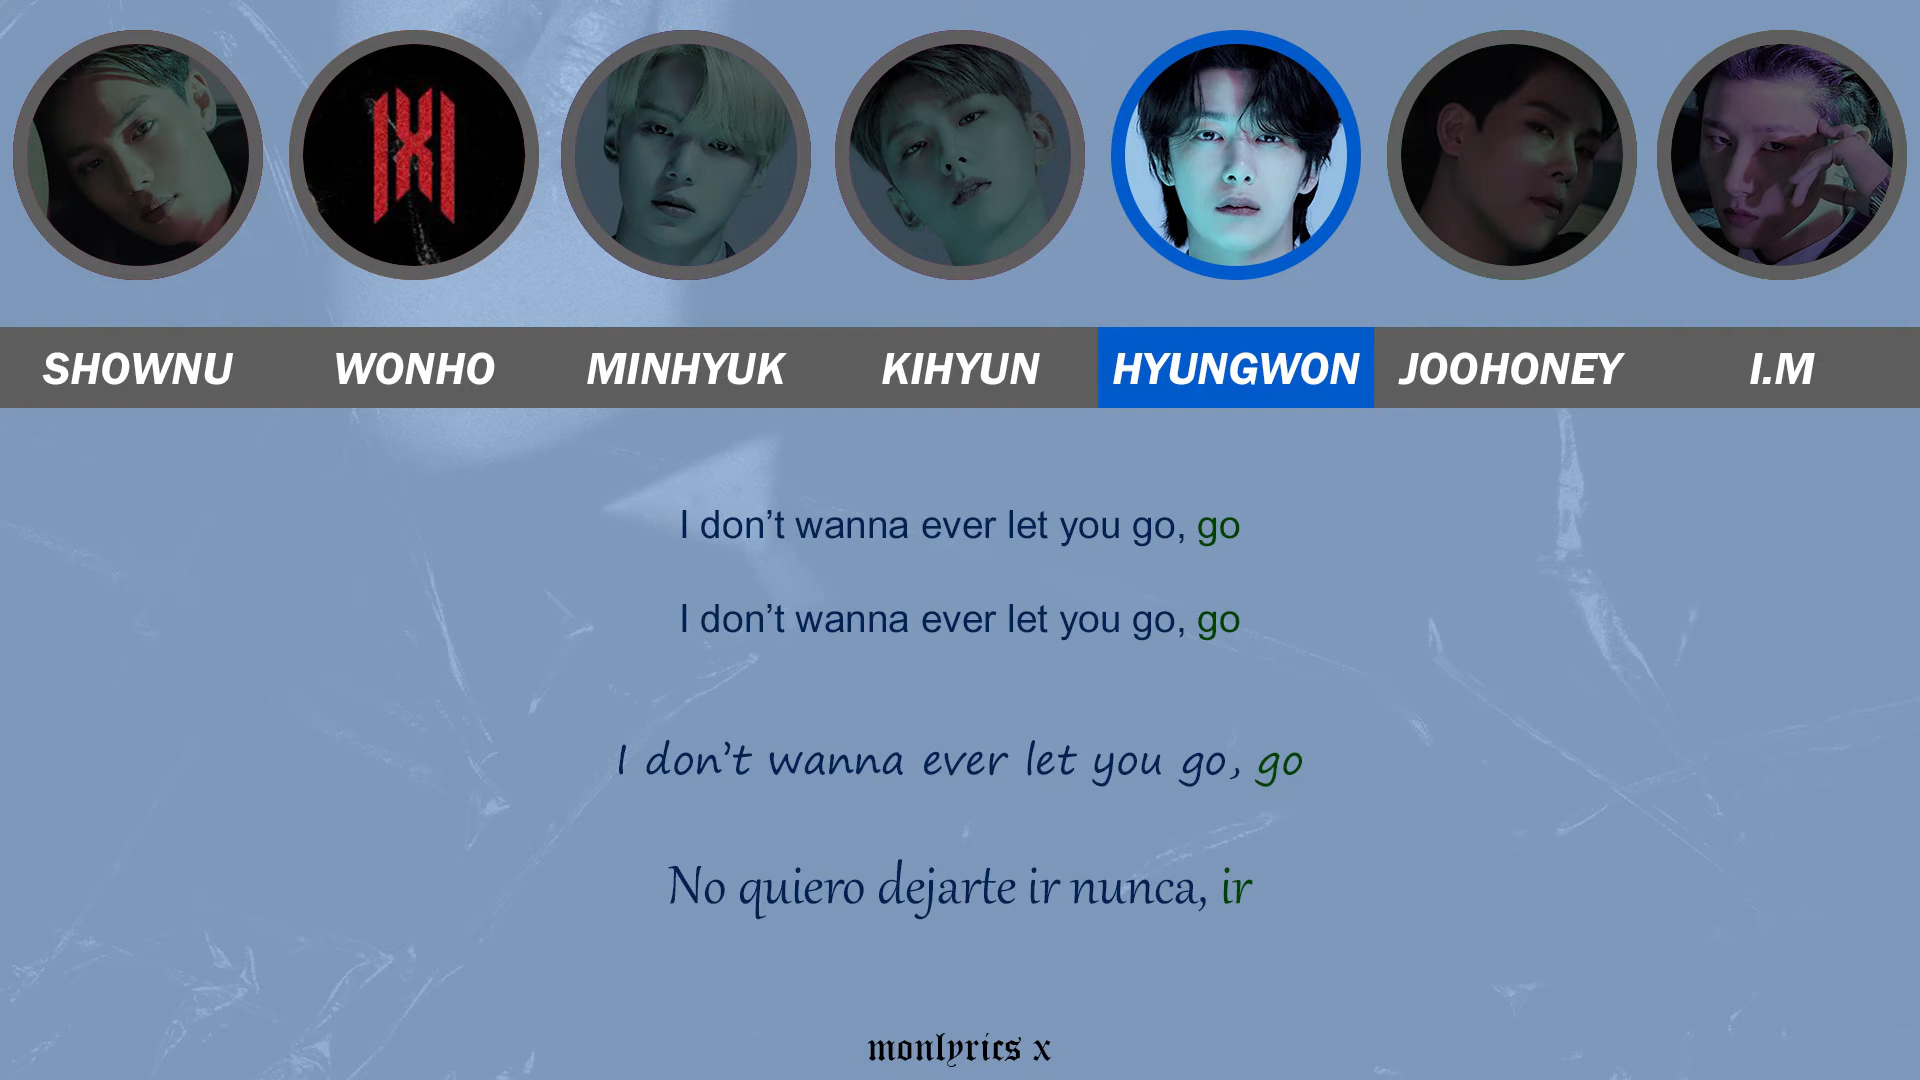 SHOWNU WONHO MINHYUK KIHYUN HYUNGWON JOOHONEY I.M
I don’t wanna ever let you go, go
I don’t wanna ever let you go, go
I don’t wanna ever let you go, go
No quiero dejarte ir nunca, ir
monlyrics x